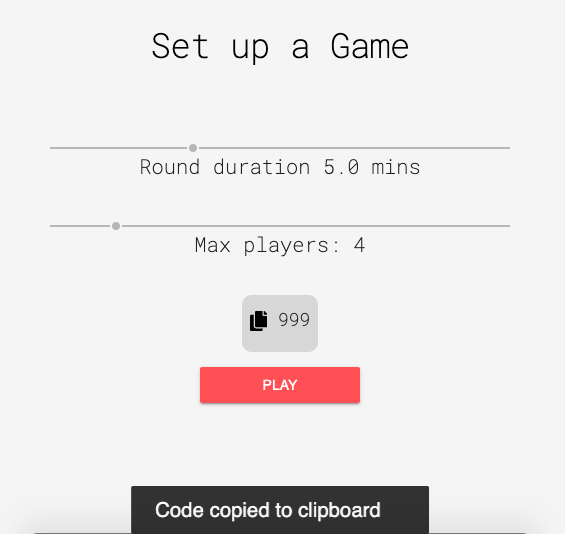 Set up a Game
Round duration 5.0 mins
Max players: 4
999
PLAY
Code copied to clipboard